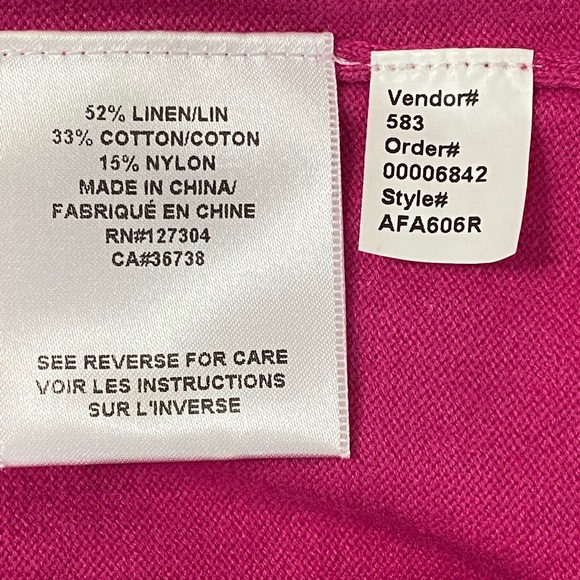 52% LINEN/LIN
33% COTTON/COTON
15% NYLON
MADE IN CHINA/
FABRIQUÉ EN CHINE
RN#127304
CA#36738
SEE REVERSE FOR CARE
VOIR LES INSTRUCTIONS
SUR L'INVERSE
Vendor#
583
Order#
00006842
Style#
AFA606R